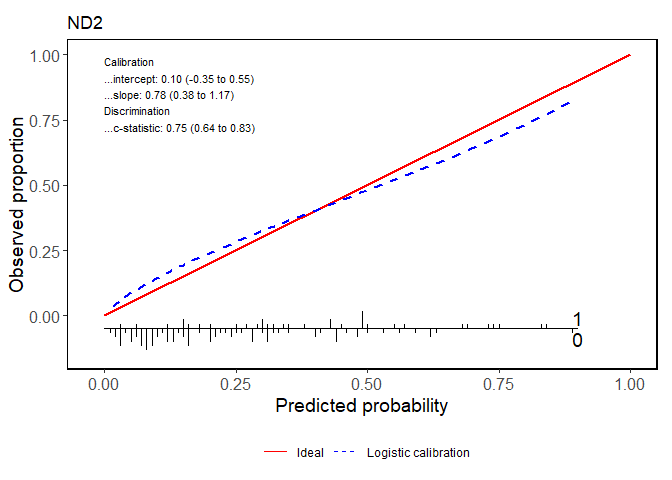 ND2
Calibration
...intercept: 0.10 (-0.35 to 0.55)
...slope: 0.78 (0.38 to 1.17)
Discrimination
...c-statistic: 0.75 (0.64 to 0.83)
Observed proportion
1.00
0.75
0.50
0.25
0.00
1
0
0.00 0.25 0.50 0.75 1.00
Predicted probability
Ideal Logistic calibration